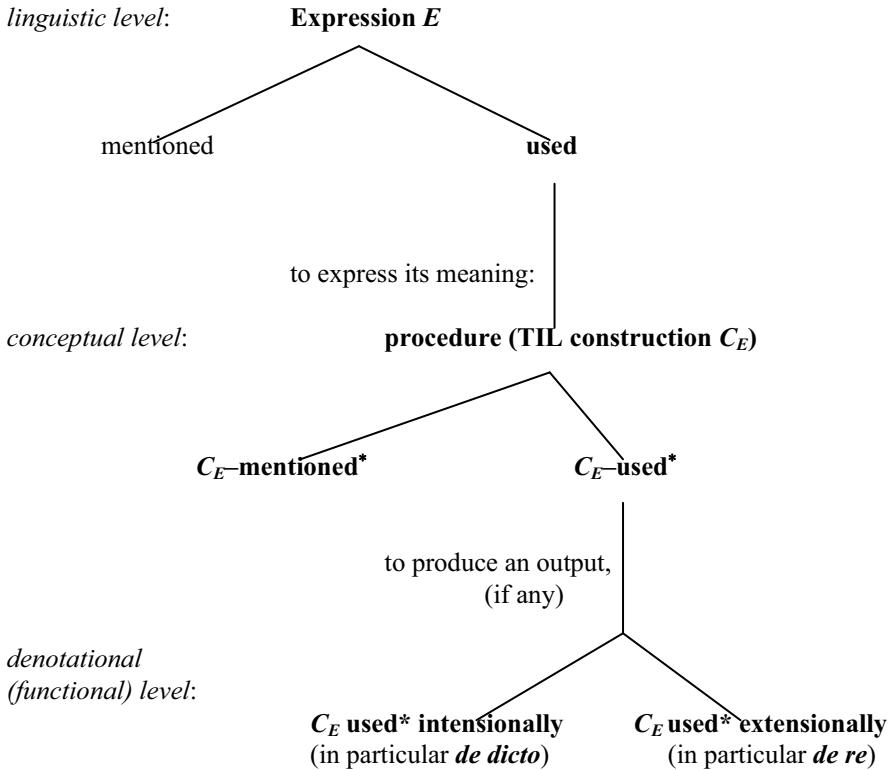 linguistic level: Expression E
mentioned used
to express its meaning:
conceptual level: procedure (TIL construction C_E)
C_E–mentioned* C_E–used*
to produce an output,
(if any)
denotational
(functional) level:
C_E used* intensionally C_E used* extensionally
(in particular de dicto) (in particular de re)